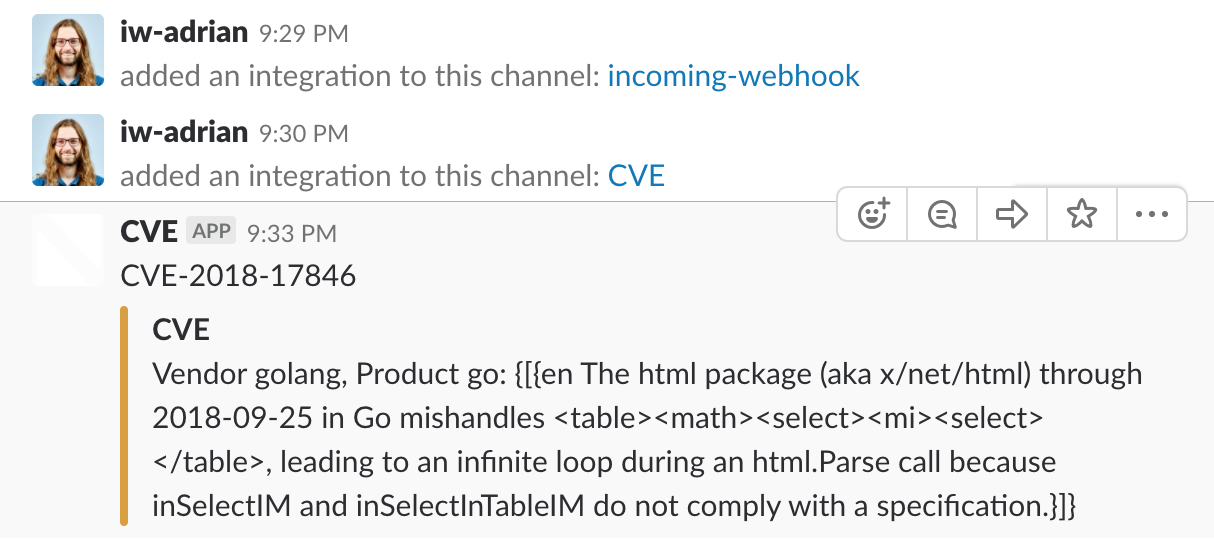 iw-adrian 9:29 PM
added an integration to this channel: incoming-webhook
iw-adrian 9:30 PM
added an integration to this channel: CVE
CVE APP 9:33 PM
CVE-2018-17846
CVE
Vendor golang, Product go: {[{en The html package (aka x/net/html) through
2018-09-25 in Go mishandles <table><math><select><mi><select>
</table>, leading to an infinite loop during an html.Parse call because
inSelectIM and inSelectInTableIM do not comply with a specification.}]}